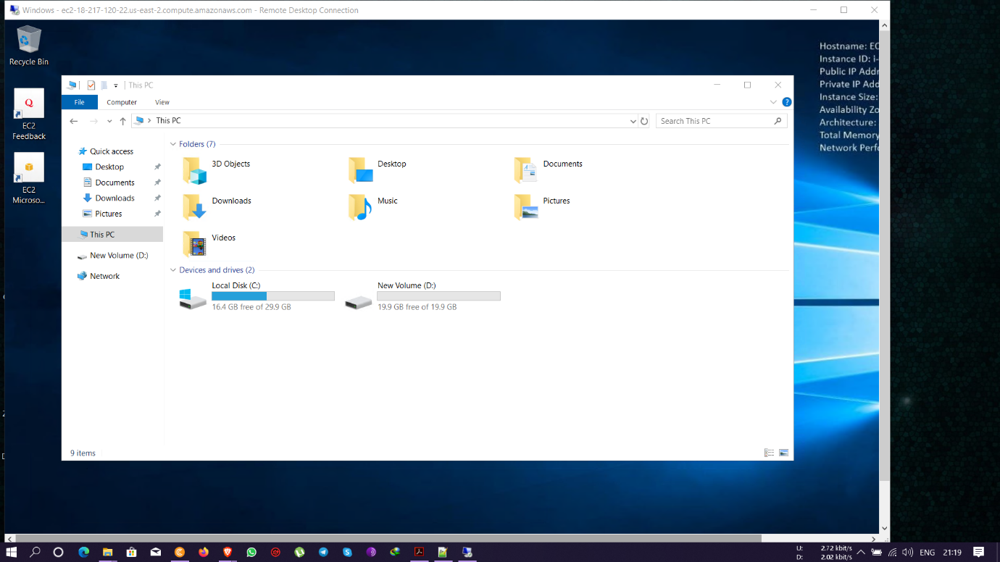 Windows - ec2-18-217-120-22.us-east-2.compute.amazonaws.com - Remote Desktop Connection
Recycle Bin
EC2
Feedback
EC2
Microso...
Hostname: EC
Instance ID: i-
Public IP Addr
Private IP Add
Instance Size:
Availability Zo
Architecture:
Total Memory
Network Perf
This PC
File
Computer
View
This PC
Search This PC
Quick access
Desktop
Documents
Downloads
Pictures
This PC
New Volume (D:)
Network
Folders (7)
3D Objects
Desktop
Documents
Downloads
Music
Pictures
Videos
Devices and drives (2)
Local Disk (C:)
16.4 GB free of 29.9 GB
New Volume (D:)
19.9 GB free of 19.9 GB
9 items
U: 2.72 kbit/s
D: 2.02 kbit/s
ENG
21:19